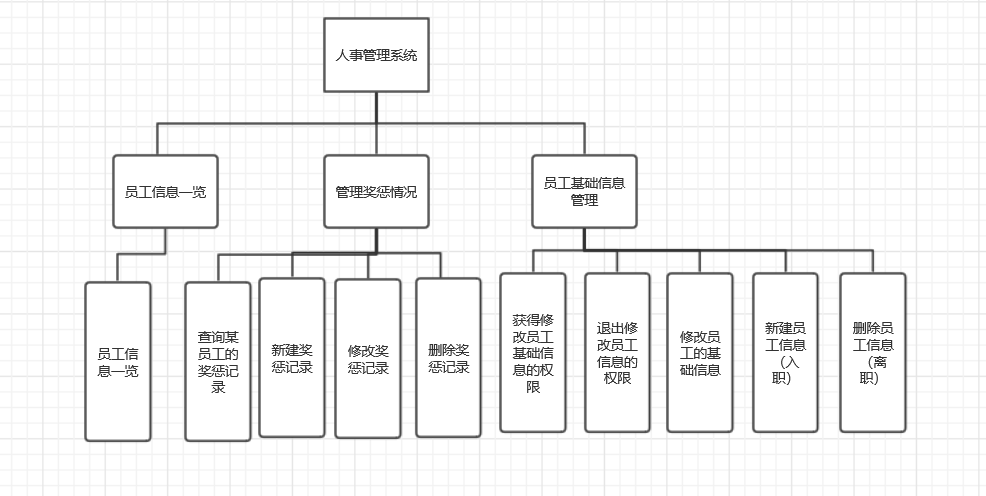 人事管理系统
员工信息一览
管理奖惩情况
员工基础信息
管理
员工信
息一览
查询某
员工的
奖惩记
录
新建奖
惩记录
修改奖
惩记录
删除奖
惩记录
获得修
改员工
基础信
息的权
限
退出修
改员工
信息的
权限
修改员
工的基
础信息
新建员
工信息
（入
职）
删除员
工信息
（离
职）